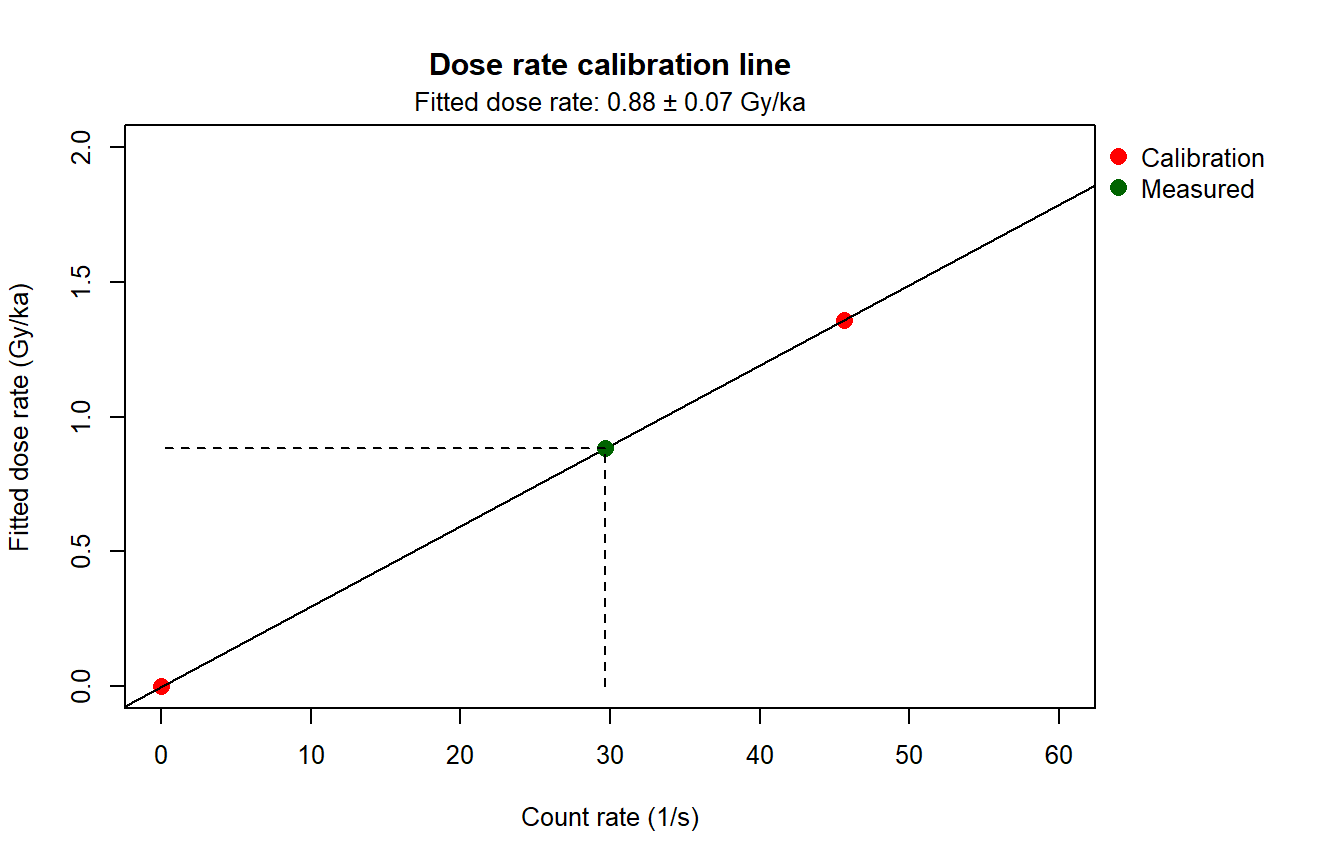 Dose rate calibration line
Fitted dose rate: 0.88 ± 0.07 Gy/ka
Calibration
Measured
Fitted dose rate (Gy/ka)
2.0
1.5
1.0
0.5
0.0
0 10 20 30 40 50 60
Count rate (1/s)